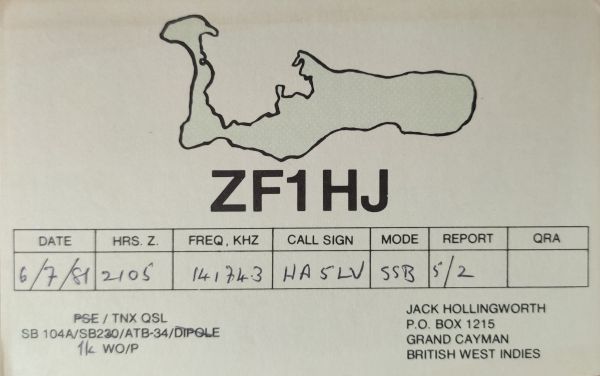 ZF1HJ
DATE HRS. Z. FREQ, KHZ CALL SIGN MODE REPORT QRA
6/7/81 2105 141743 HA5LV SSB 5/2
PSE / TNX QSL
SB 104A/SB230/ATB-34/DIPOLE
1k WO/P
JACK HOLLINGWORTH
P.O. BOX 1215
GRAND CAYMAN
BRITISH WEST INDIES